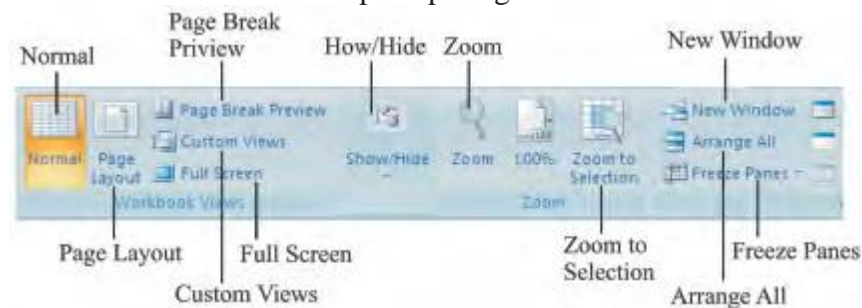 Page Break
Priview
Normal
How/Hide
Zoom
New Window
Page Break Preview
New Window
Custom Views
Arrange All
Normal
Page
Layout
Full Screen
Show/Hide
Zoom
100%
Zoom to
Selection
Freeze Panes
Workbook Views
Zoom
Page Layout
Full Screen
Zoom to
Selection
Freeze Panes
Custom Views
Arrange All